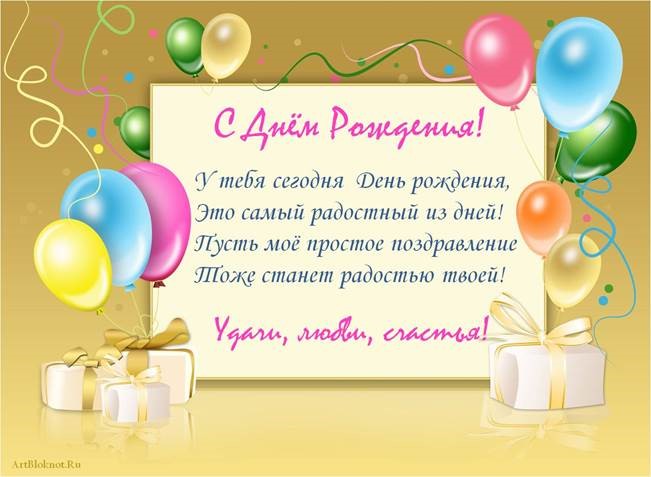 С Днём Рождения!
У тебя сегодня День рождения,
Это самый радостный из дней!
Пусть моё простое поздравление
Тоже станет радостью твоей!
Удачи, любви, счастья!
ArtBloknot.Ru